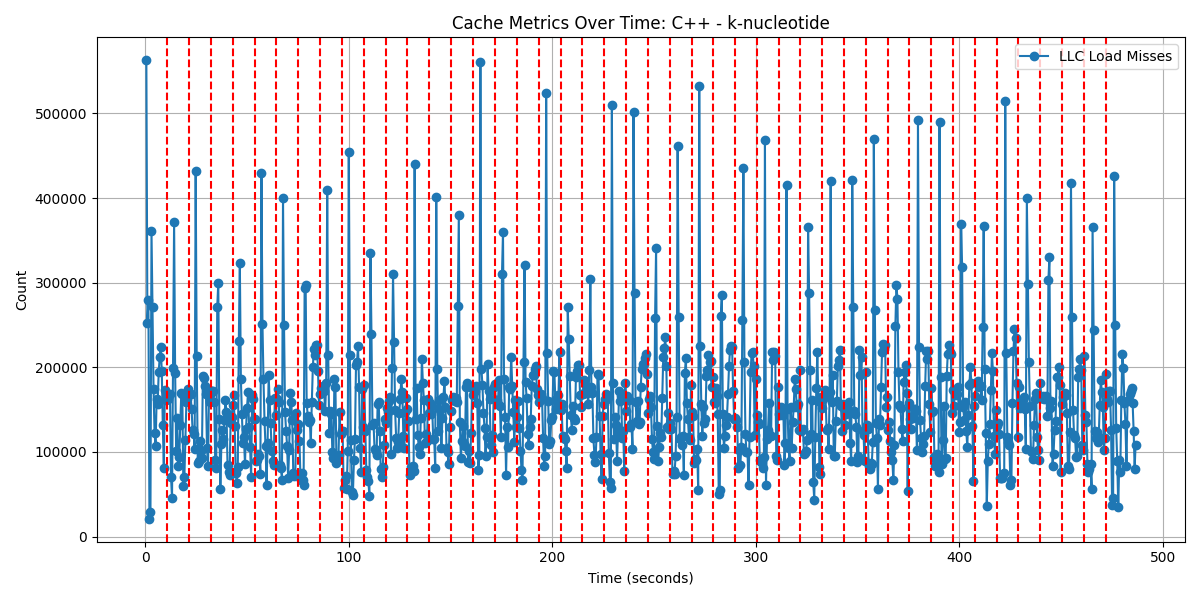 Cache Metrics Over Time: C++ - k-nucleotide
LLC Load Misses
Count
500000
400000
300000
200000
100000
0
0 100 200 300 400 500
Time (seconds)